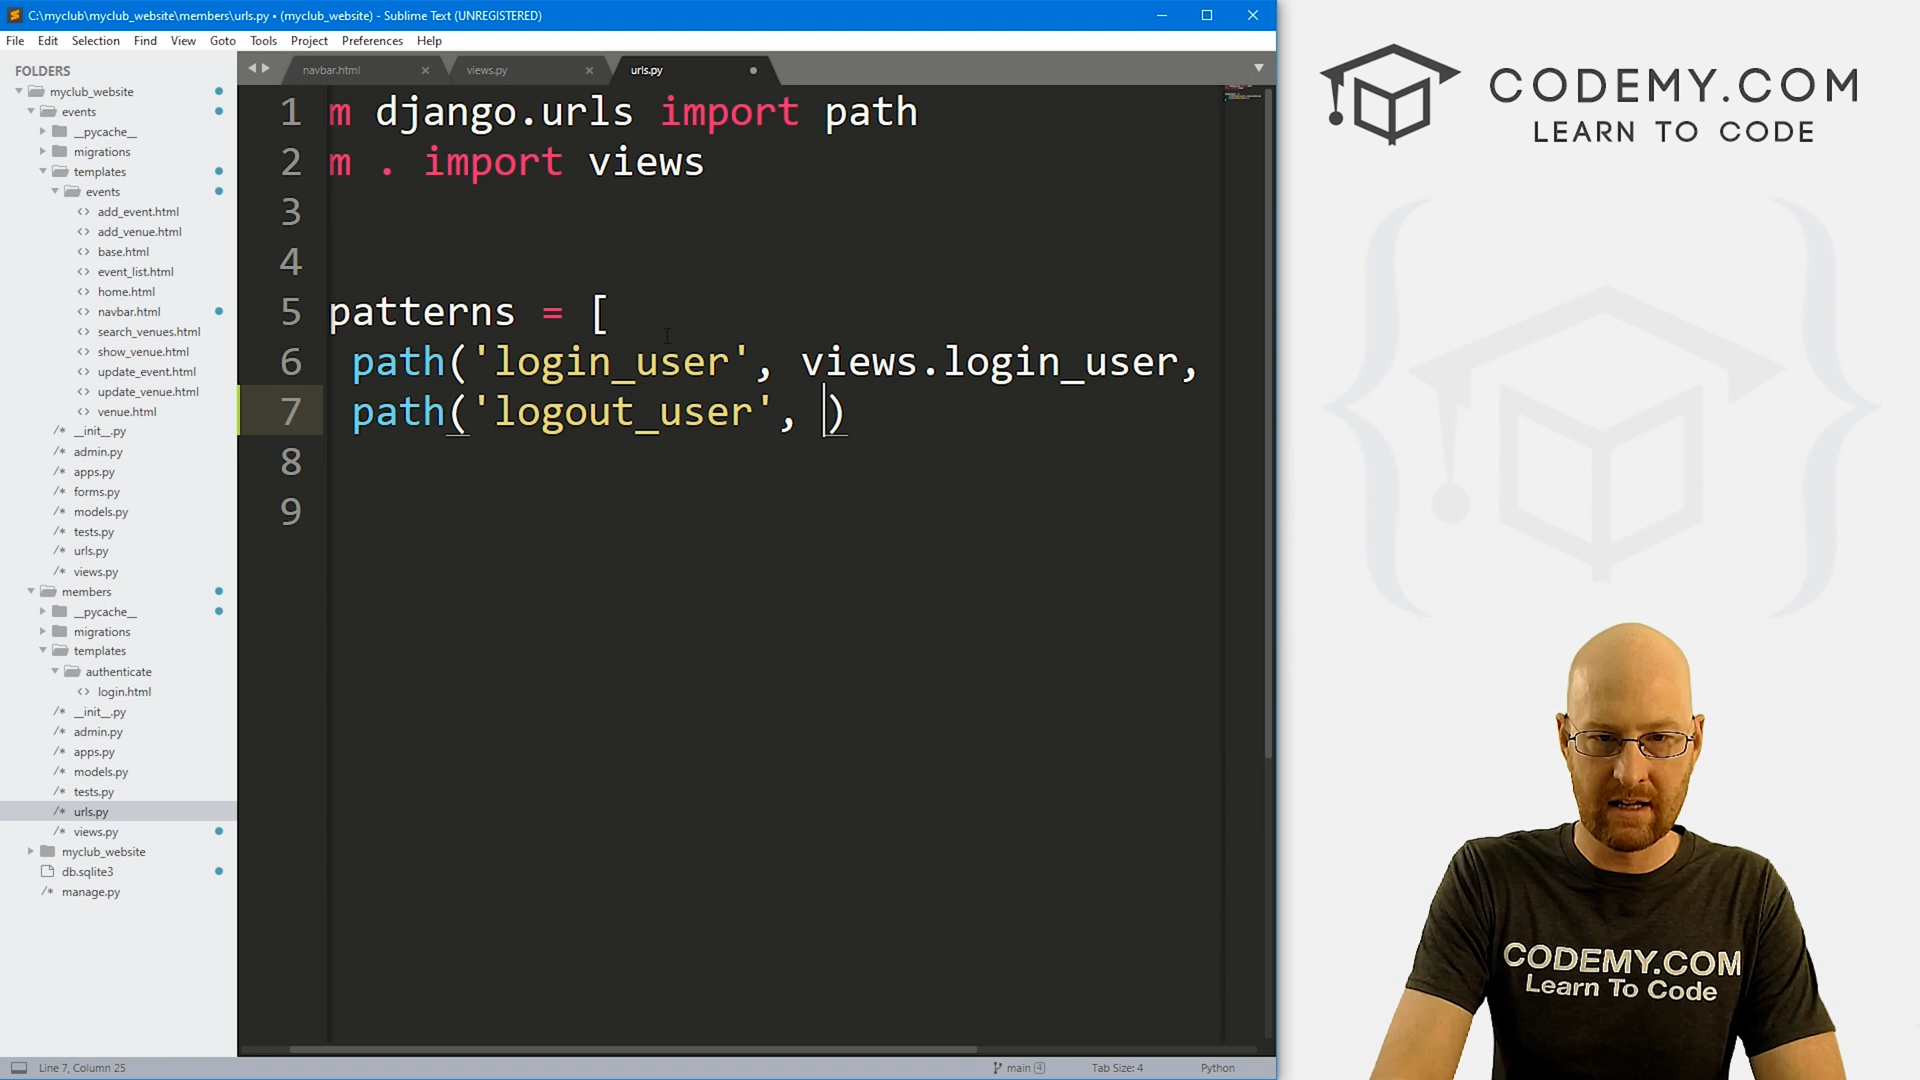 C:\myclub\myclub_website\members\urls.py • (myclub_website) - Sublime Text (UNREGISTERED)
File Edit Selection Find View Goto Tools Project Preferences Help
FOLDERS
myclub_website
events
__pycache__
migrations
templates
events
add_event.html
add_venue.html
base.html
event_list.html
home.html
navbar.html
search_venues.html
show_venue.html
update_event.html
update_venue.html
venue.html
__init__.py
admin.py
apps.py
forms.py
models.py
tests.py
urls.py
views.py
members
__pycache__
migrations
templates
authenticate
login.html
__init__.py
admin.py
apps.py
models.py
tests.py
urls.py
views.py
myclub_website
db.sqlite3
manage.py
navbar.html views.py urls.py
1 m django.urls import path
2 m . import views
3
4
5 patterns = [
6 path('login_user', views.login_user,
7 path('logout_user', )
8
9
Line 7, Column 25 main 4 Tab Size: 4 Python
CODEMY.COM
LEARN TO CODE
CODEMY.COM
Learn To Code